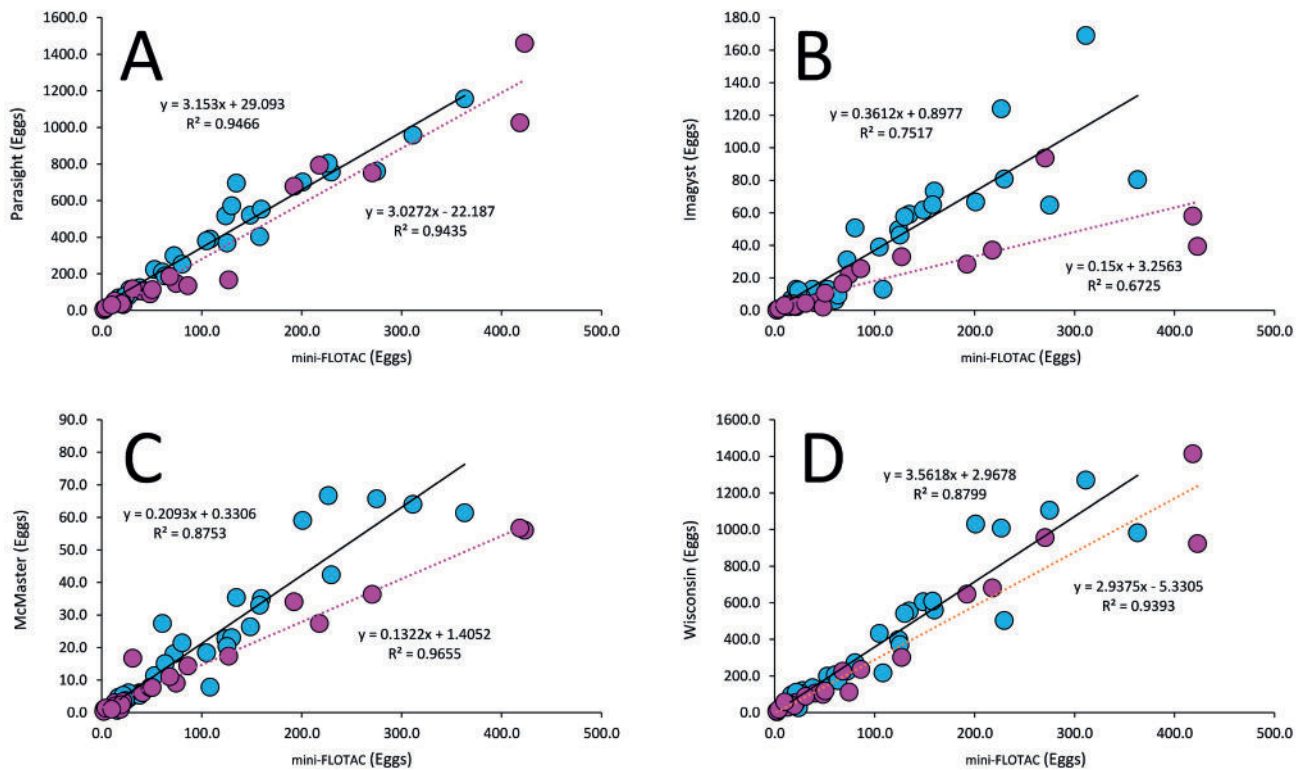 A
Parasight (Eggs)
1600.0
1400.0
1200.0
1000.0
800.0
600.0
400.0
200.0
0.0
y = 3.153x + 29.093
R² = 0.9466
y = 3.0272x - 22.187
R² = 0.9435
0.0 100.0 200.0 300.0 400.0 500.0
mini-FLOTAC (Eggs)
B
Imagyst (Eggs)
180.0
160.0
140.0
120.0
100.0
80.0
60.0
40.0
20.0
0.0
y = 0.3612x + 0.8977
R² = 0.7517
y = 0.15x + 3.2563
R² = 0.6725
0.0 100.0 200.0 300.0 400.0 500.0
mini-FLOTAC (Eggs)
C
McMaster (Eggs)
90.0
80.0
70.0
60.0
50.0
40.0
30.0
20.0
10.0
0.0
y = 0.2093x + 0.3306
R² = 0.8753
y = 0.1322x + 1.4052
R² = 0.9655
0.0 100.0 200.0 300.0 400.0 500.0
mini-FLOTAC (Eggs)
D
Wisconsin (Eggs)
1600.0
1400.0
1200.0
1000.0
800.0
600.0
400.0
200.0
0.0
y = 3.5618x + 2.9678
R² = 0.8799
y = 2.9375x - 5.3305
R² = 0.9393
0.0 100.0 200.0 300.0 400.0 500.0
mini-FLOTAC (Eggs)